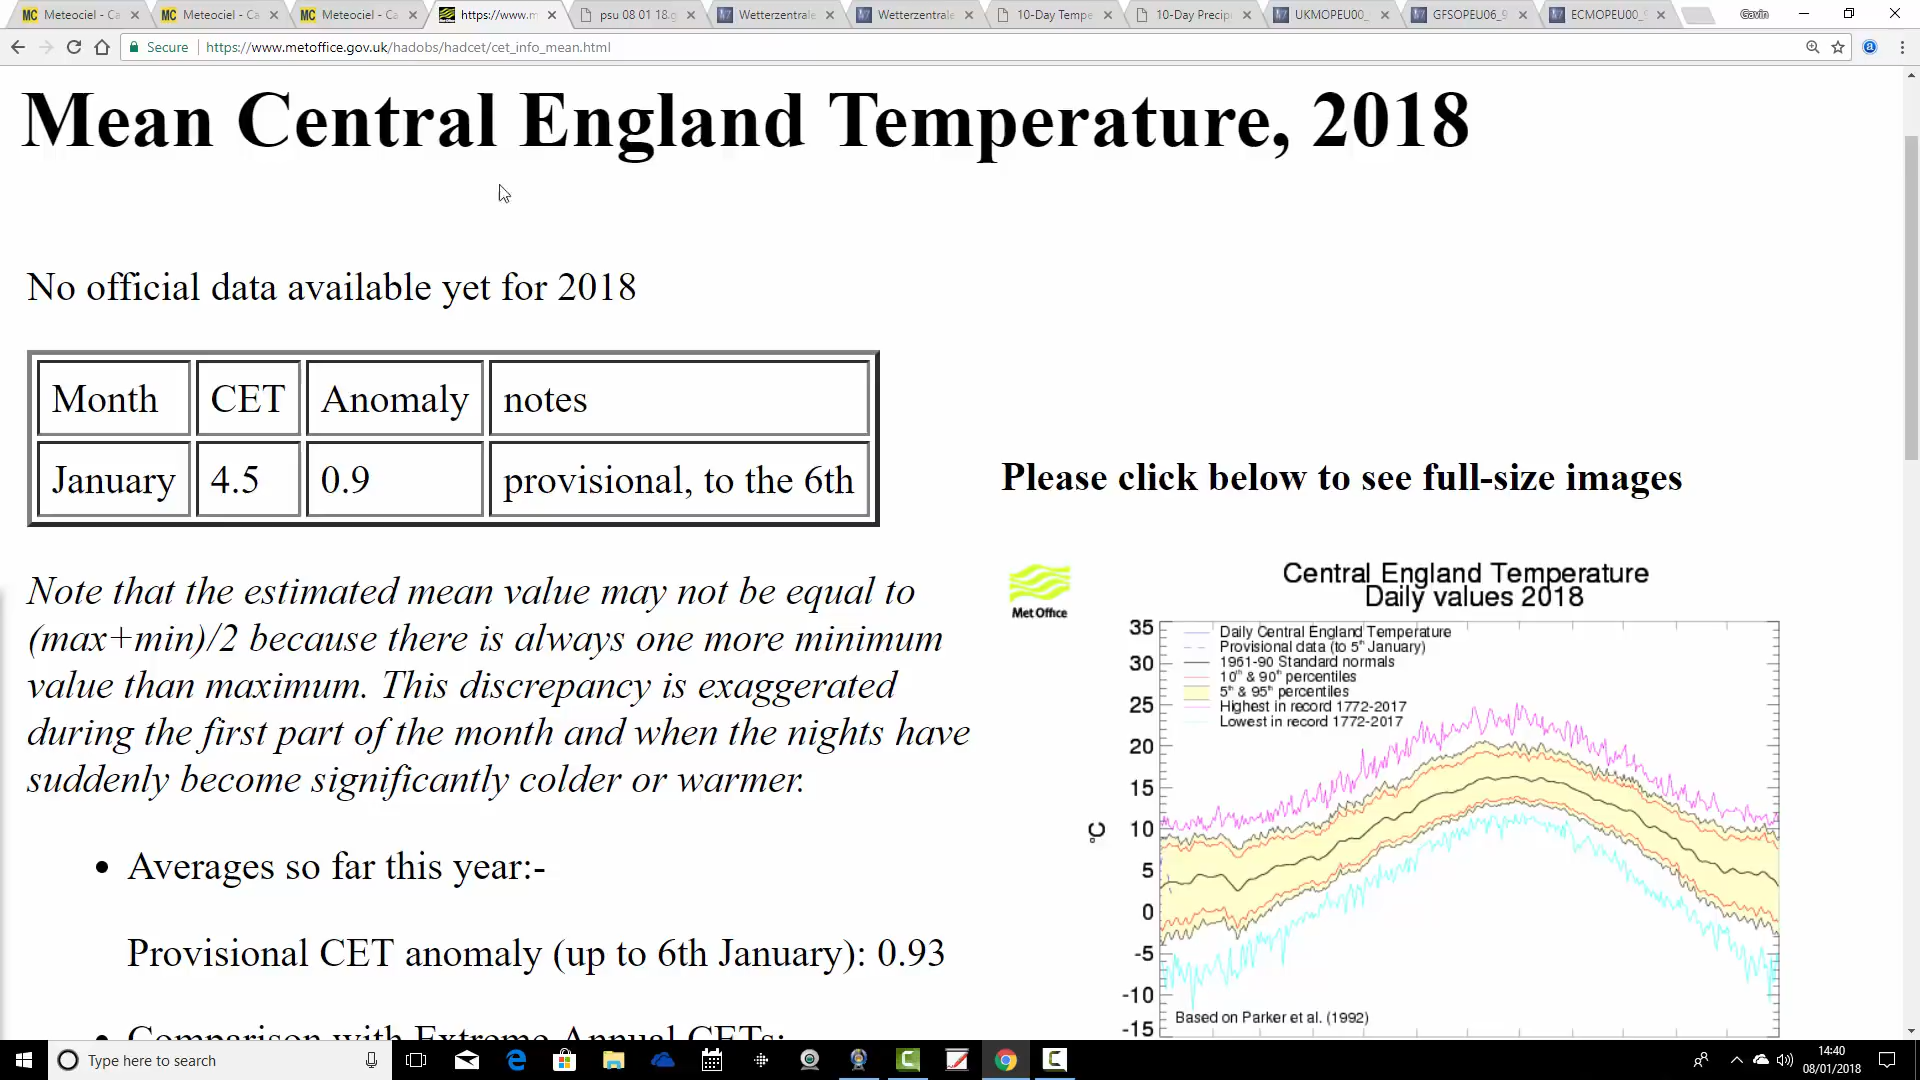 Meteociel - Ca
Meteociel - Ca
Meteociel - Ca
https://www.m
psu 08 01 18.g
Wetterzentrale
Wetterzentrale
10-Day Tempe
10-Day Precip
UKMOPEU00_
GFSOPEU06_9
ECMOPEU00_9
Gavin
Secure
https://www.metoffice.gov.uk/hadobs/hadcet/cet_info_mean.html
Mean Central England Temperature, 2018
No official data available yet for 2018
Month CET Anomaly notes
January 4.5 0.9 provisional, to the 6th
Note that the estimated mean value may not be equal to
(max+min)/2 because there is always one more minimum
value than maximum. This discrepancy is exaggerated
during the first part of the month and when the nights have
suddenly become significantly colder or warmer.
• Averages so far this year:-
Provisional CET anomaly (up to 6th January): 0.93
• Comparison with Extreme Annual CETs:
Please click below to see full-size images
Met Office
Central England Temperature
Daily values 2018
Daily Central England Temperature
Provisional data (to 5th January)
1961-90 Standard normals
10th & 90th percentiles
5th & 95th percentiles
Highest in record 1772-2017
Lowest in record 1772-2017
35
30
25
20
15
10
5
0
-5
-10
-15
°C
Based on Parker et al. (1992)
Type here to search
14:40
08/01/2018